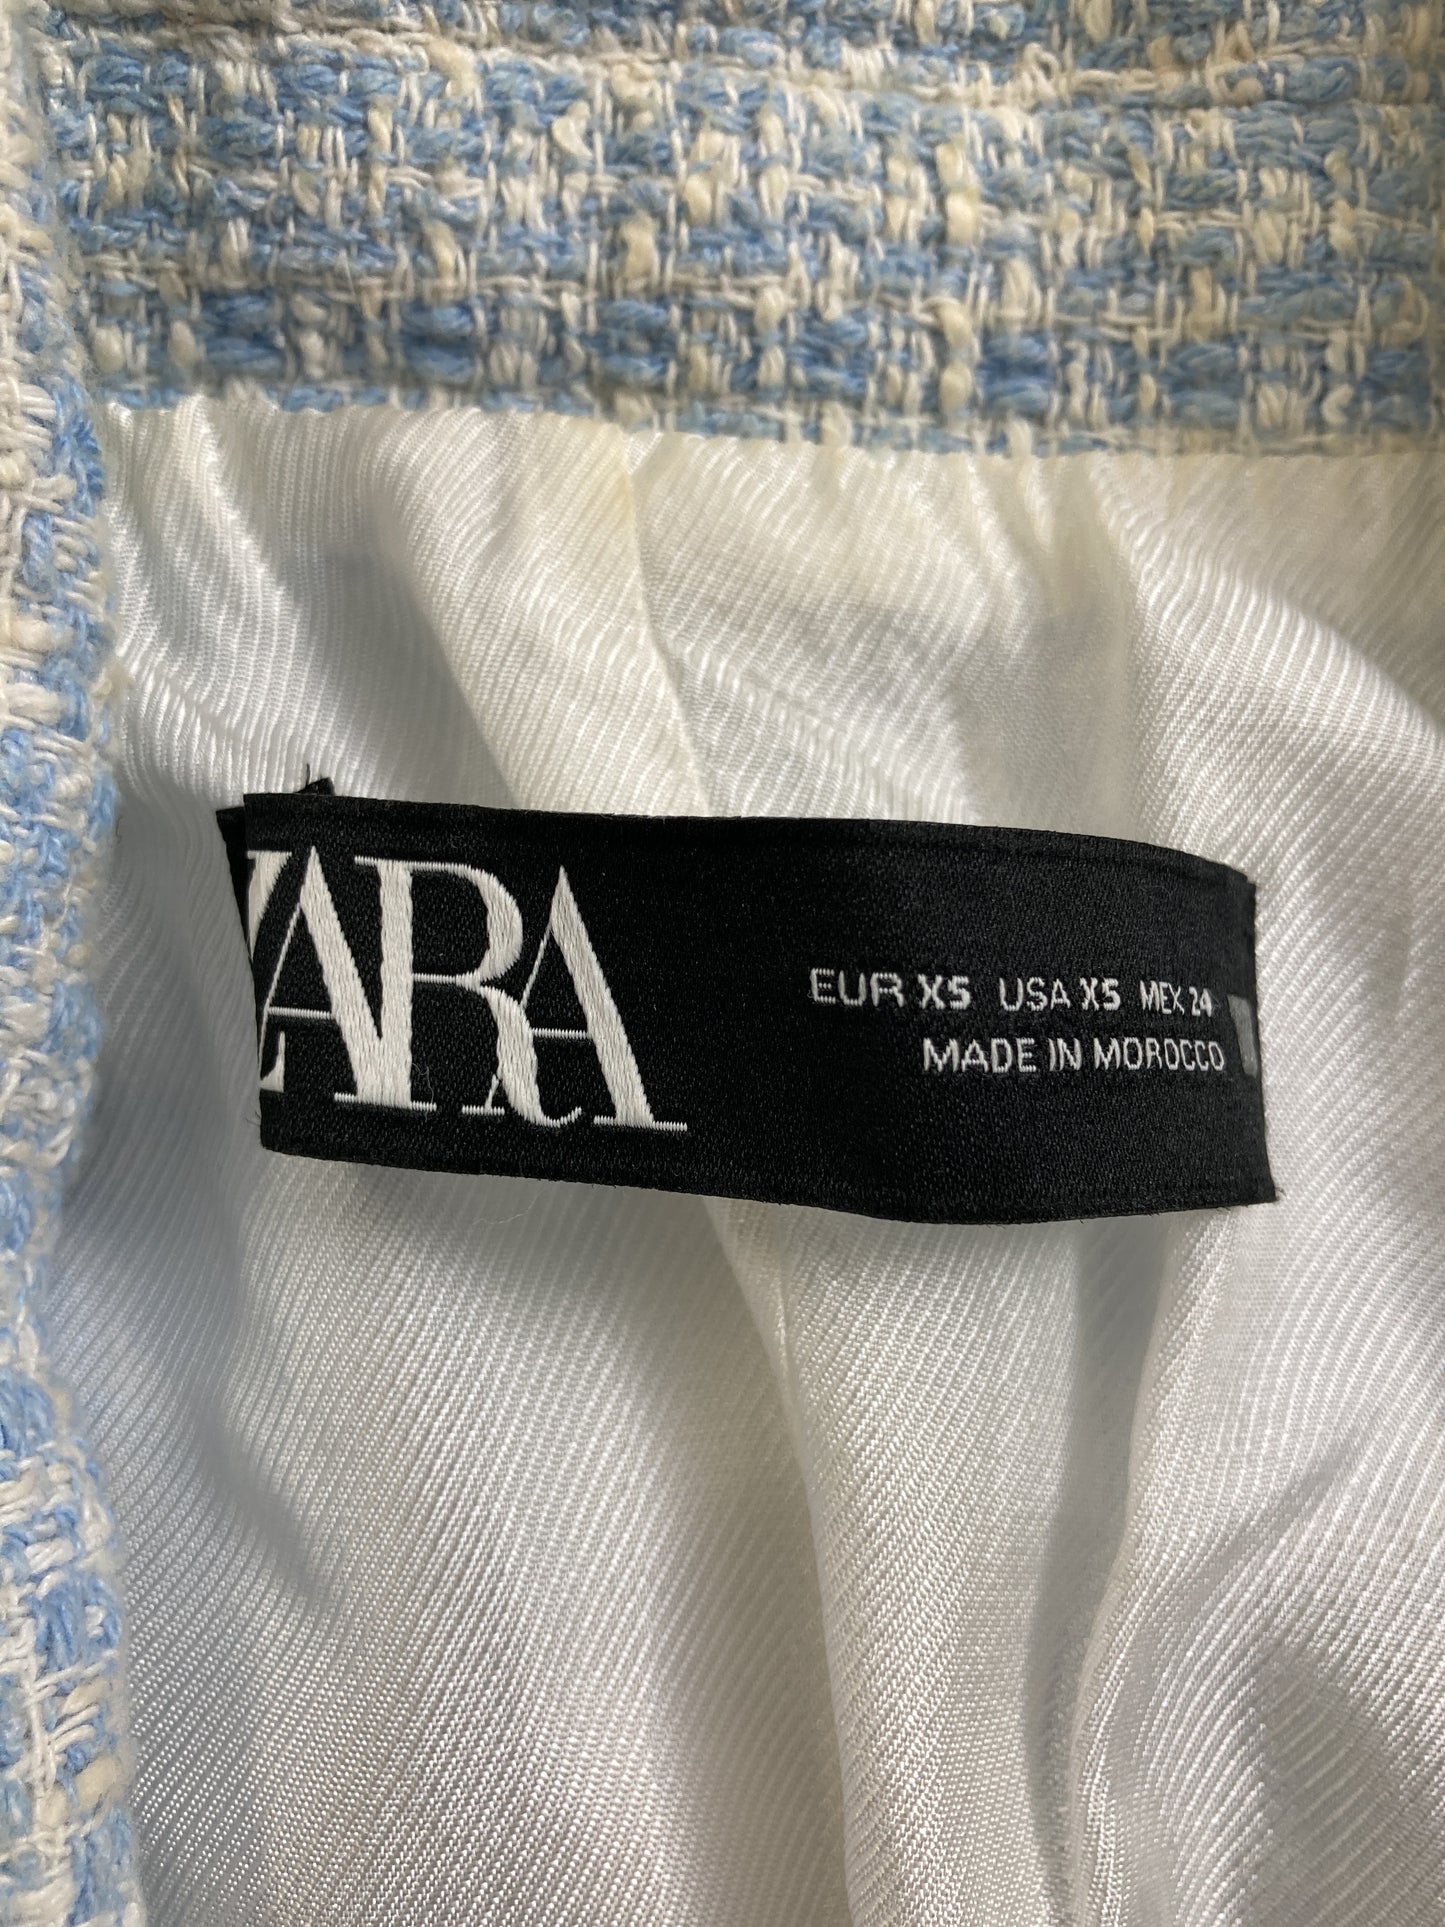 ZARA
EUR XS USA XS MEX 24
MADE IN MOROCCO